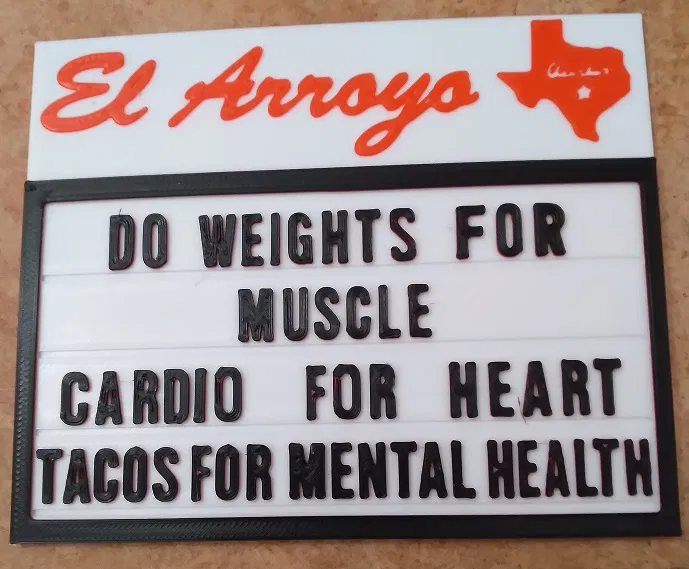 El Arroyo
DO WEIGHTS FOR
MUSCLE
CARDIO FOR HEART
TACOS FOR MENTAL HEALTH